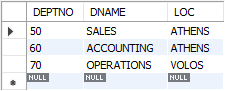 DEPTNO DNAME LOC
50 SALES ATHENS
60 ACCOUNTING ATHENS
70 OPERATIONS VOLOS
NULL NULL NULL